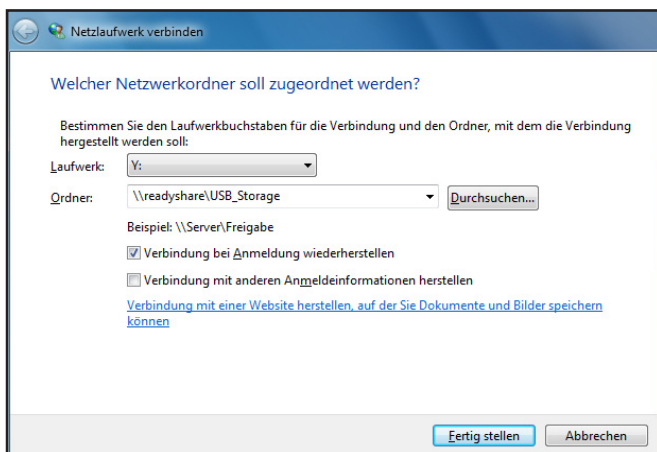 Netzlaufwerk verbinden
Welcher Netzwerkordner soll zugeordnet werden?
Bestimmen Sie den Laufwerkbuchstaben für die Verbindung und den Ordner, mit dem die Verbindung
hergestellt werden soll:
Laufwerk: Y:
Ordner: \\readyshare\USB_Storage Durchsuchen...
Beispiel: \\Server\Freigabe
Verbindung bei Anmeldung wiederherstellen
Verbindung mit anderen Anmeldeinformationen herstellen
Verbindung mit einer Website herstellen, auf der Sie Dokumente und Bilder speichern
können
Fertig stellen Abbrechen